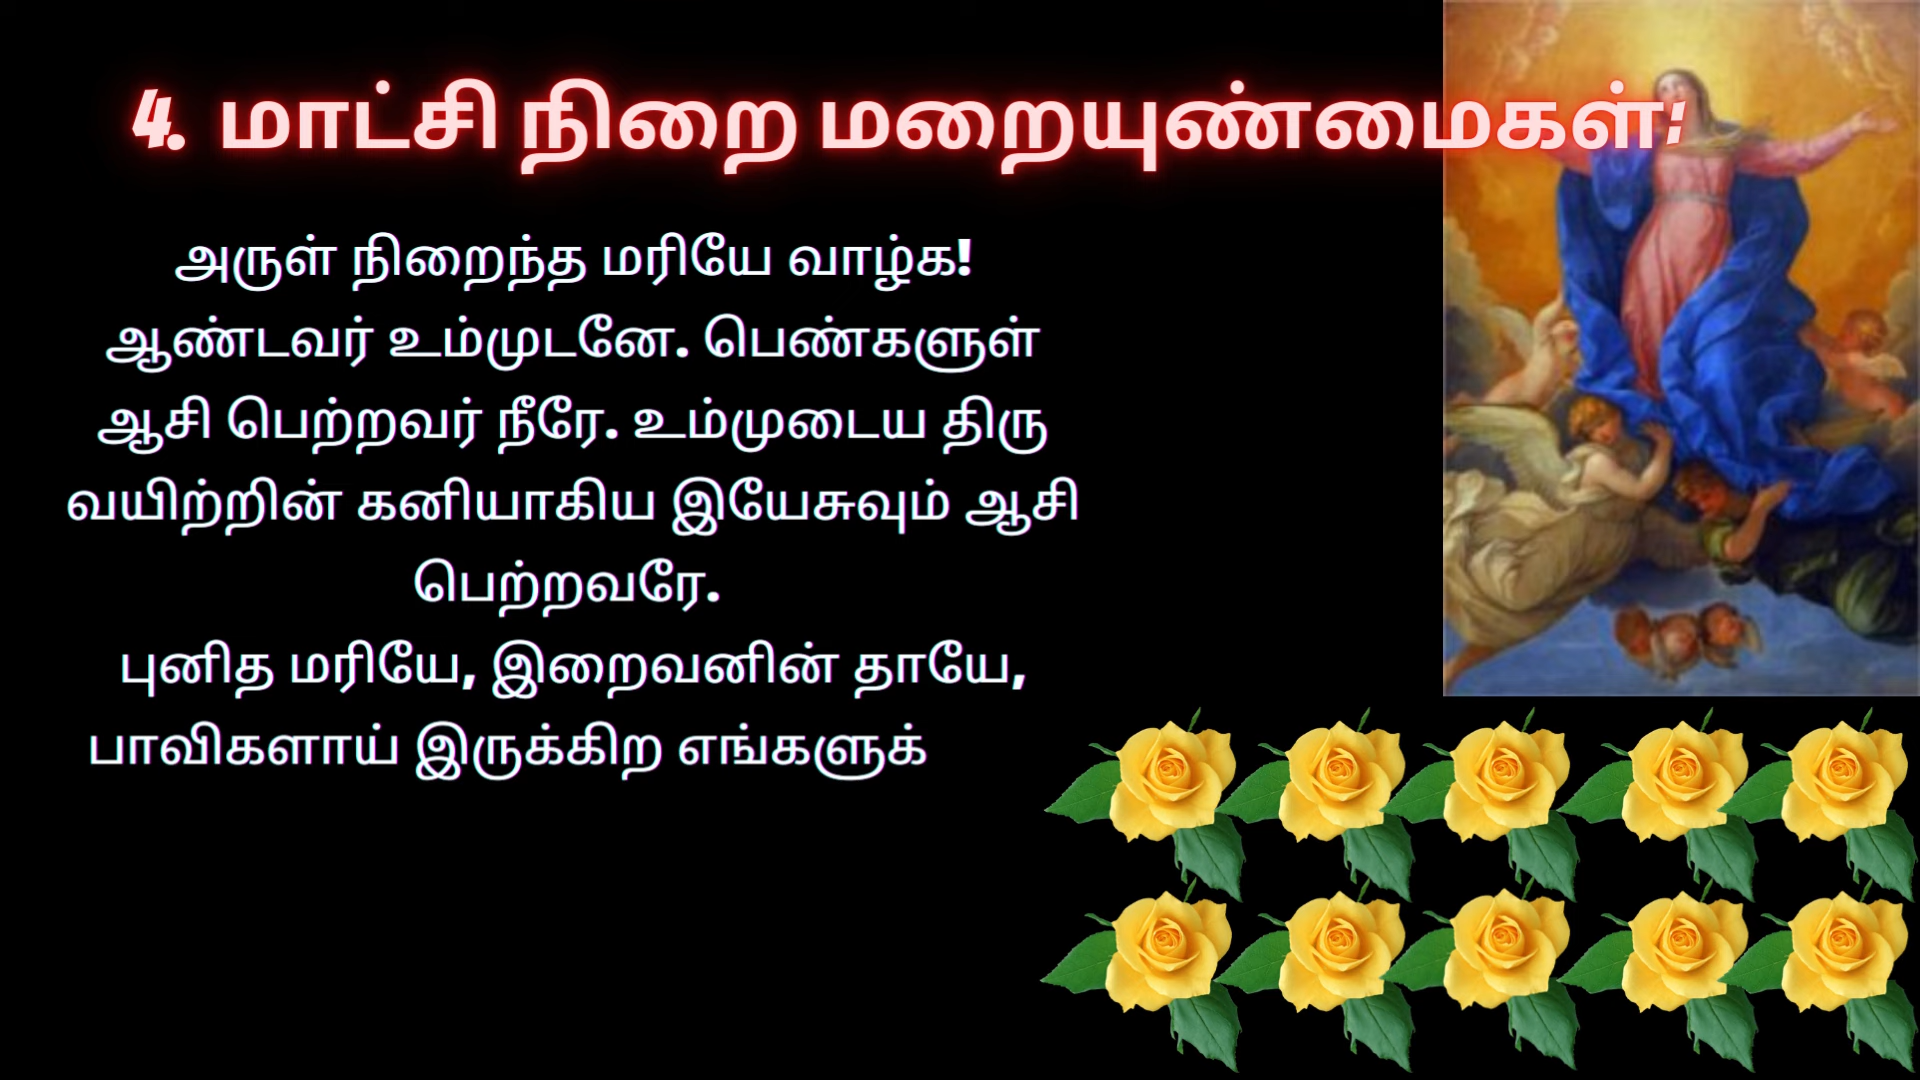 4. மாட்சி நிறை மறையுண்மைகள்:
அருள் நிறைந்த மரியே வாழ்க!
ஆண்டவர் உம்முடனே. பெண்களுள்
ஆசி பெற்றவர் நீரே. உம்முடைய திரு
வயிற்றின் கனியாகிய இயேசுவும் ஆசி
பெற்றவரே.
புனித மரியே, இறைவனின் தாயே,
பாவிகளாய் இருக்கிற எங்களுக்